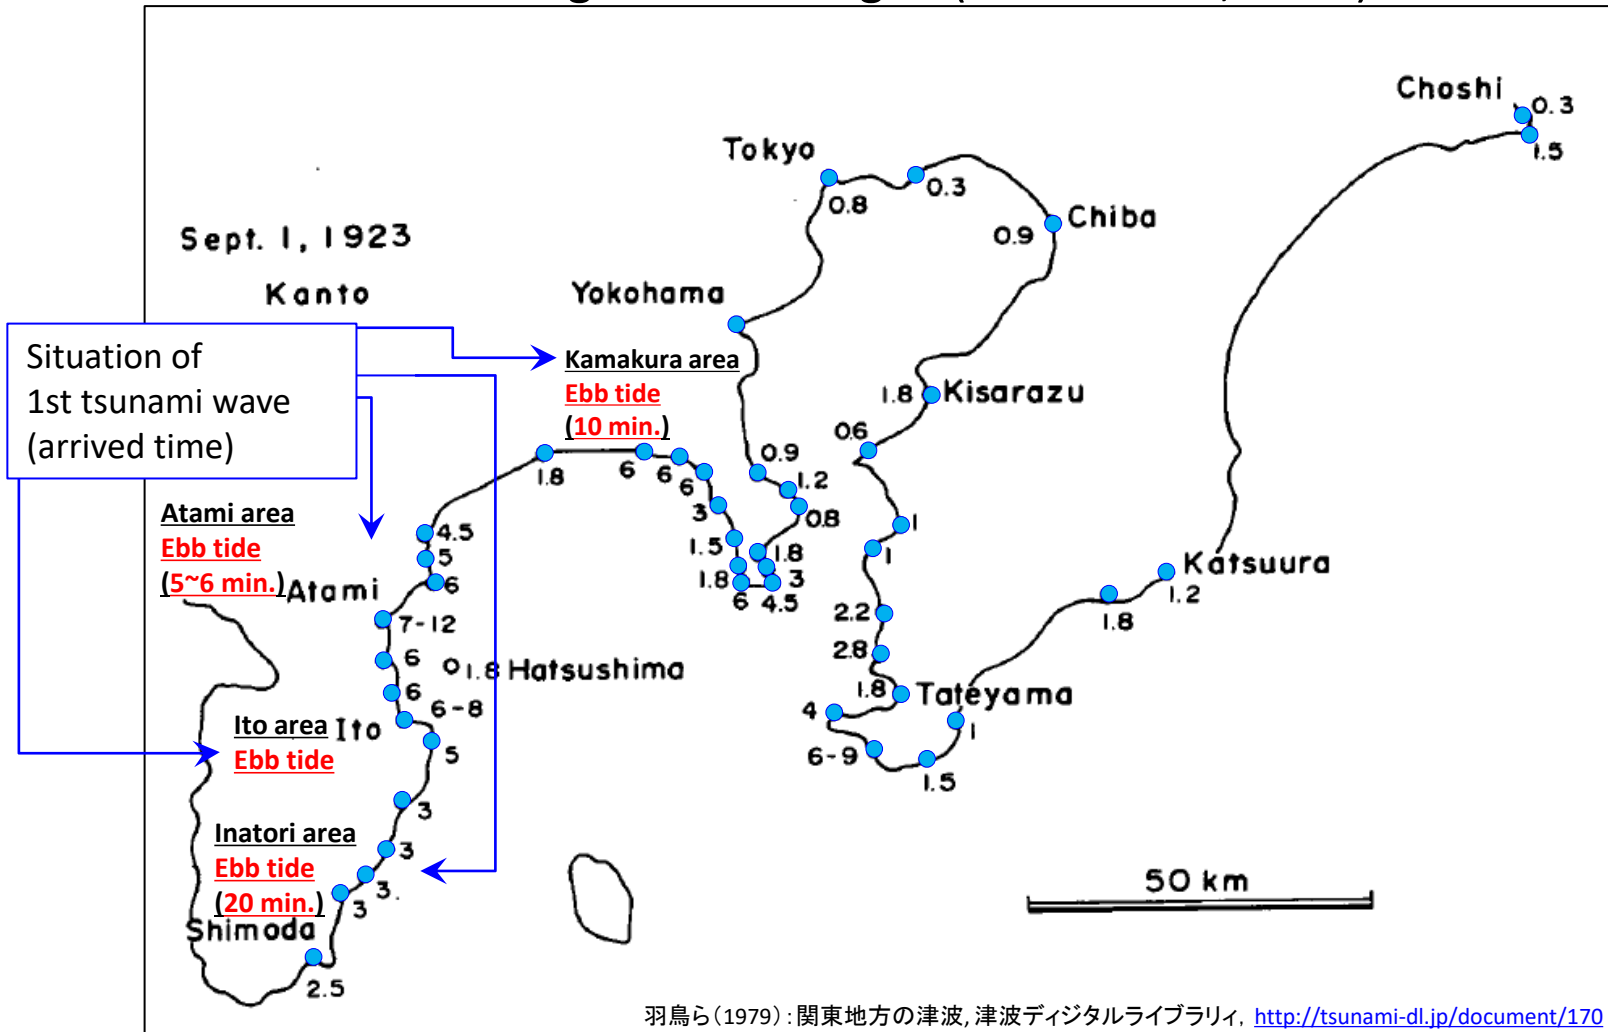 Choshi
0.3
1.5
Tokyo
0.8
0.3
Chiba
0.9
Sept. 1, 1923
Kanto
Yokohama
Situation of
1st tsunami wave
(arrived time)
Kamakura area
Ebb tide
(10 min.)
1.8
Kisarazu
0.6
1.8
6
6
6
3
1.5
1.8
6
0.9
1.2
0.8
1.8
3
4.5
1
1
2.2
2.8
1.8
Tateyama
4
6-9
1.5
1
Katsuura
1.2
1.8
Atami area
Ebb tide
(5~6 min.)
Atami
4.5
5
6
7-12
6
1.8 Hatsushima
6
6-8
Ito area
Ebb tide
Ito
5
3
3
3.
3
Inatori area
Ebb tide
(20 min.)
Shimoda
2.5
50 km
羽鳥ら(1979):関東地方の津波, 津波ディジタルライブラリィ, http://tsunami-dl.jp/document/170